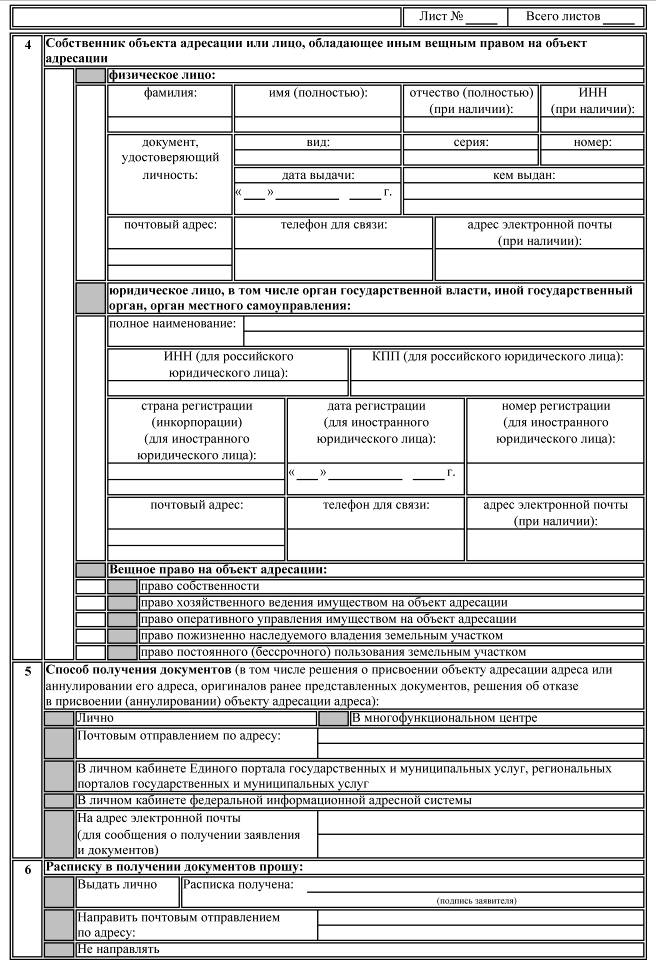 Лист № Всего листов
4 Собственник объекта адресации или лицо, обладающее иным вещным правом на объект
адресации
физическое лицо:
фамилия: имя (полностью): отчество (полностью) ИНН
(при наличии): (при наличии):
документ, вид: серия: номер:
удостоверяющий
личность: дата выдачи: кем выдан:
« » г.
почтовый адрес: телефон для связи: адрес электронной почты
(при наличии):
юридическое лицо, в том числе орган государственной власти, иной государственный
орган, орган местного самоуправления:
полное наименование:
ИНН (для российского КПП (для российского юридического лица):
юридического лица):
страна регистрации дата регистрации номер регистрации
(инкорпорации) (для иностранного (для иностранного
(для иностранного юридического лица): юридического лица):
юридического лица):
« » г.
почтовый адрес: телефон для связи: адрес электронной почты
(при наличии):
Вещное право на объект адресации:
право собственности
право хозяйственного ведения имуществом на объект адресации
право оперативного управления имуществом на объект адресации
право пожизненно наследуемого владения земельным участком
право постоянного (бессрочного) пользования земельным участком
5 Способ получения документов (в том числе решения о присвоении объекту адресации адреса или
аннулировании его адреса, оригиналов ранее представленных документов, решения об отказе
в присвоении (аннулировании) объекту адресации адреса):
Лично В многофункциональном центре
Почтовым отправлением по адресу:
В личном кабинете Единого портала государственных и муниципальных услуг, региональных
порталов государственных и муниципальных услуг
В личном кабинете федеральной информационной адресной системы
На адрес электронной почты
(для сообщения о получении заявления
и документов)
6 Расписку в получении документов прошу:
Выдать лично Расписка получена:
(подпись заявителя)
Направить почтовым отправлением
по адресу:
Не направлять